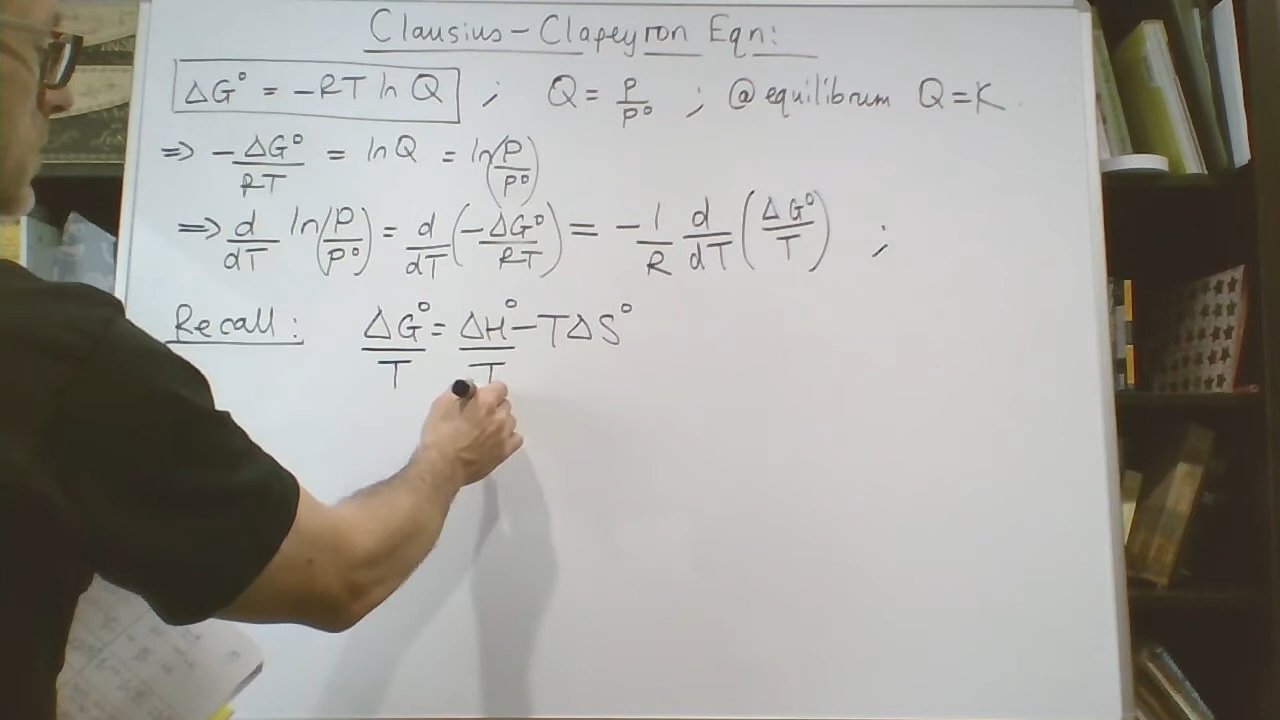 Clausius-Clapeyron Eqn:
ΔG° = -RT ln Q ; Q = P/P° ; @ equilibrum Q = K.
⇒ -ΔG°/RT = ln Q = ln(P/P°)
⇒ d/dT ln(P/P°) = d/dT (-ΔG°/RT) = -1/R d/dT (ΔG°/T) ;
Recall: ΔG°/T = ΔH°/T - TΔS°